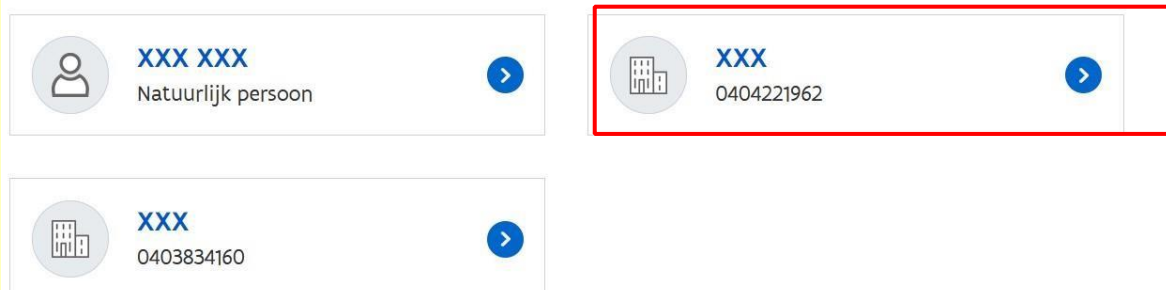 XXX XXX
Natuurlijk persoon
XXX
0404221962
XXX
0403834160